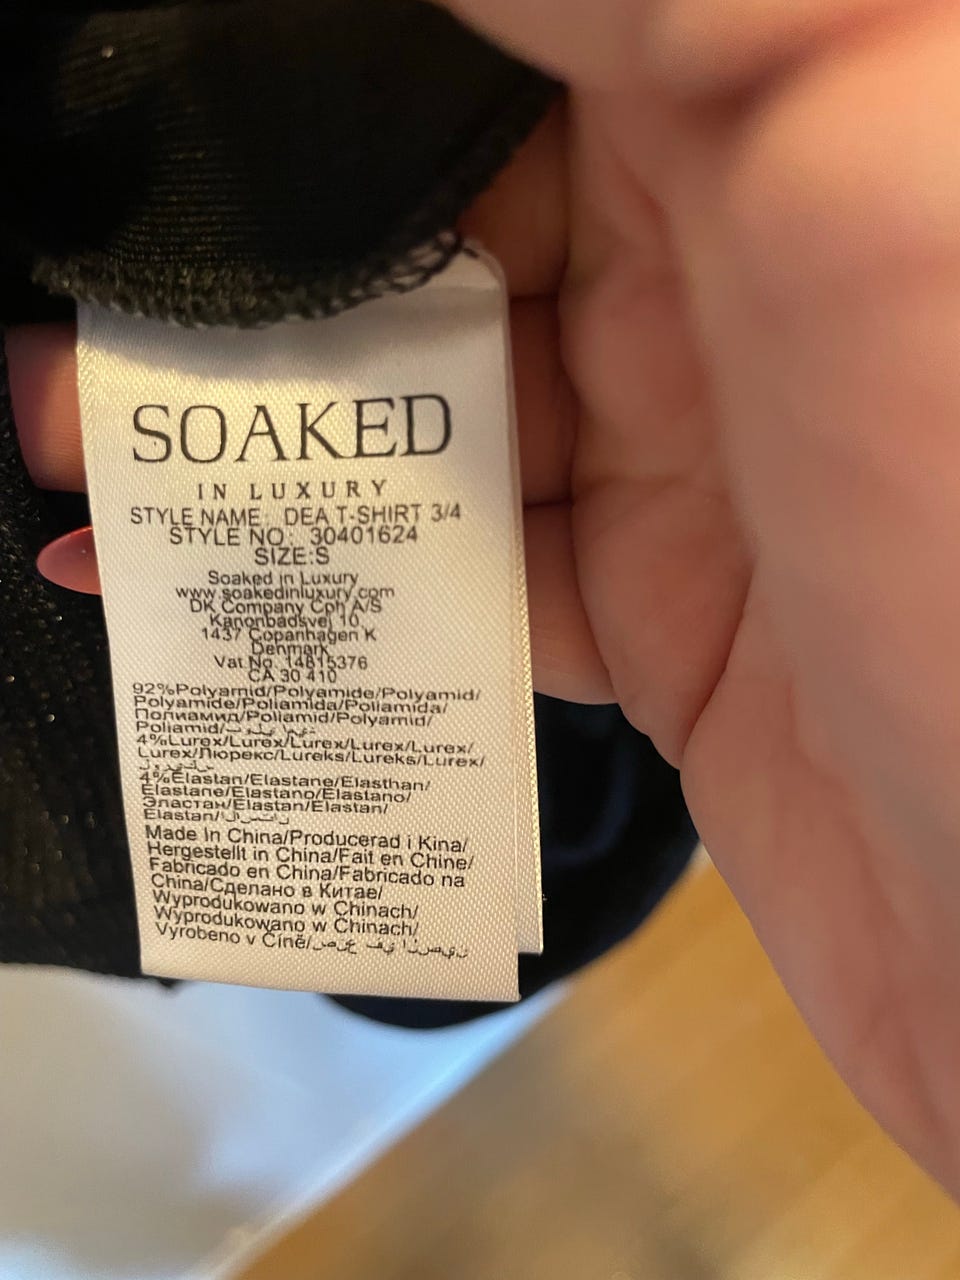 SOAKED
IN LUXURY
STYLE NAME: DEA T-SHIRT 3/4
STYLE NO: 30401624
SIZE:S
Soaked in Luxury
www.soakedinluxury.com
DK Company Cph A/S
Kanonbådsvej 10
1437 Copanhagen K
Denmark
Vat No. 14815376
CA 30 410
92%Polyamid/Polyamide/Polyamid/
Polyamide/Poliamida/Poliamida/
Полиамид/Poliamid/Polyamid/
Poliamid/
4%Lurex/Lurex/Lurex/Lurex/Lurex/
Lurex/Люрекс/Lureks/Lureks/Lurex/
4%Elastan/Elastane/Elasthan/
Elastane/Elastano/Elastano/
Эластан/Elastan/Elastan/
Elastan/
Made In China/Producerad i Kina/
Hergestellt in China/Fait en Chine/
Fabricado en China/Fabricado na
China/Сделано в Китае/
Wyprodukowano w Chinach/
Wyprodukowano w Chinach/
Vyrobeno v Číně/